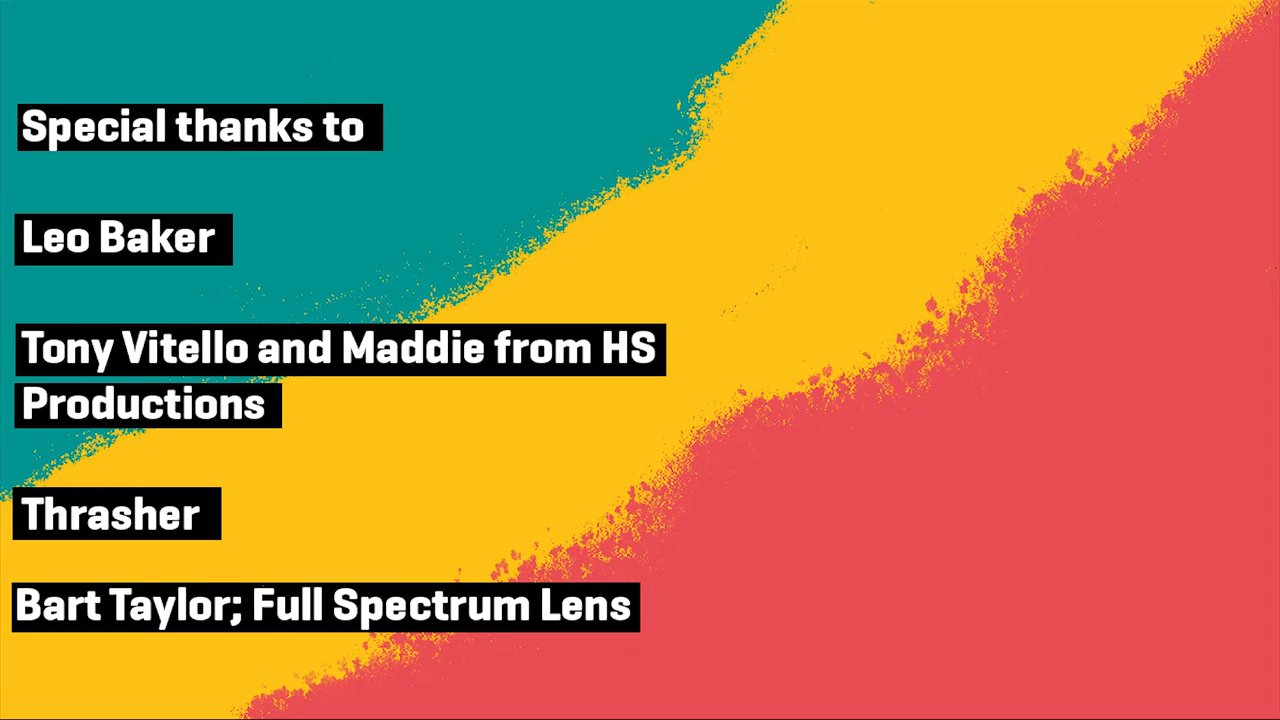 Special thanks to
Leo Baker
Tony Vitello and Maddie from HS
Productions
Thrasher
Bart Taylor; Full Spectrum Lens